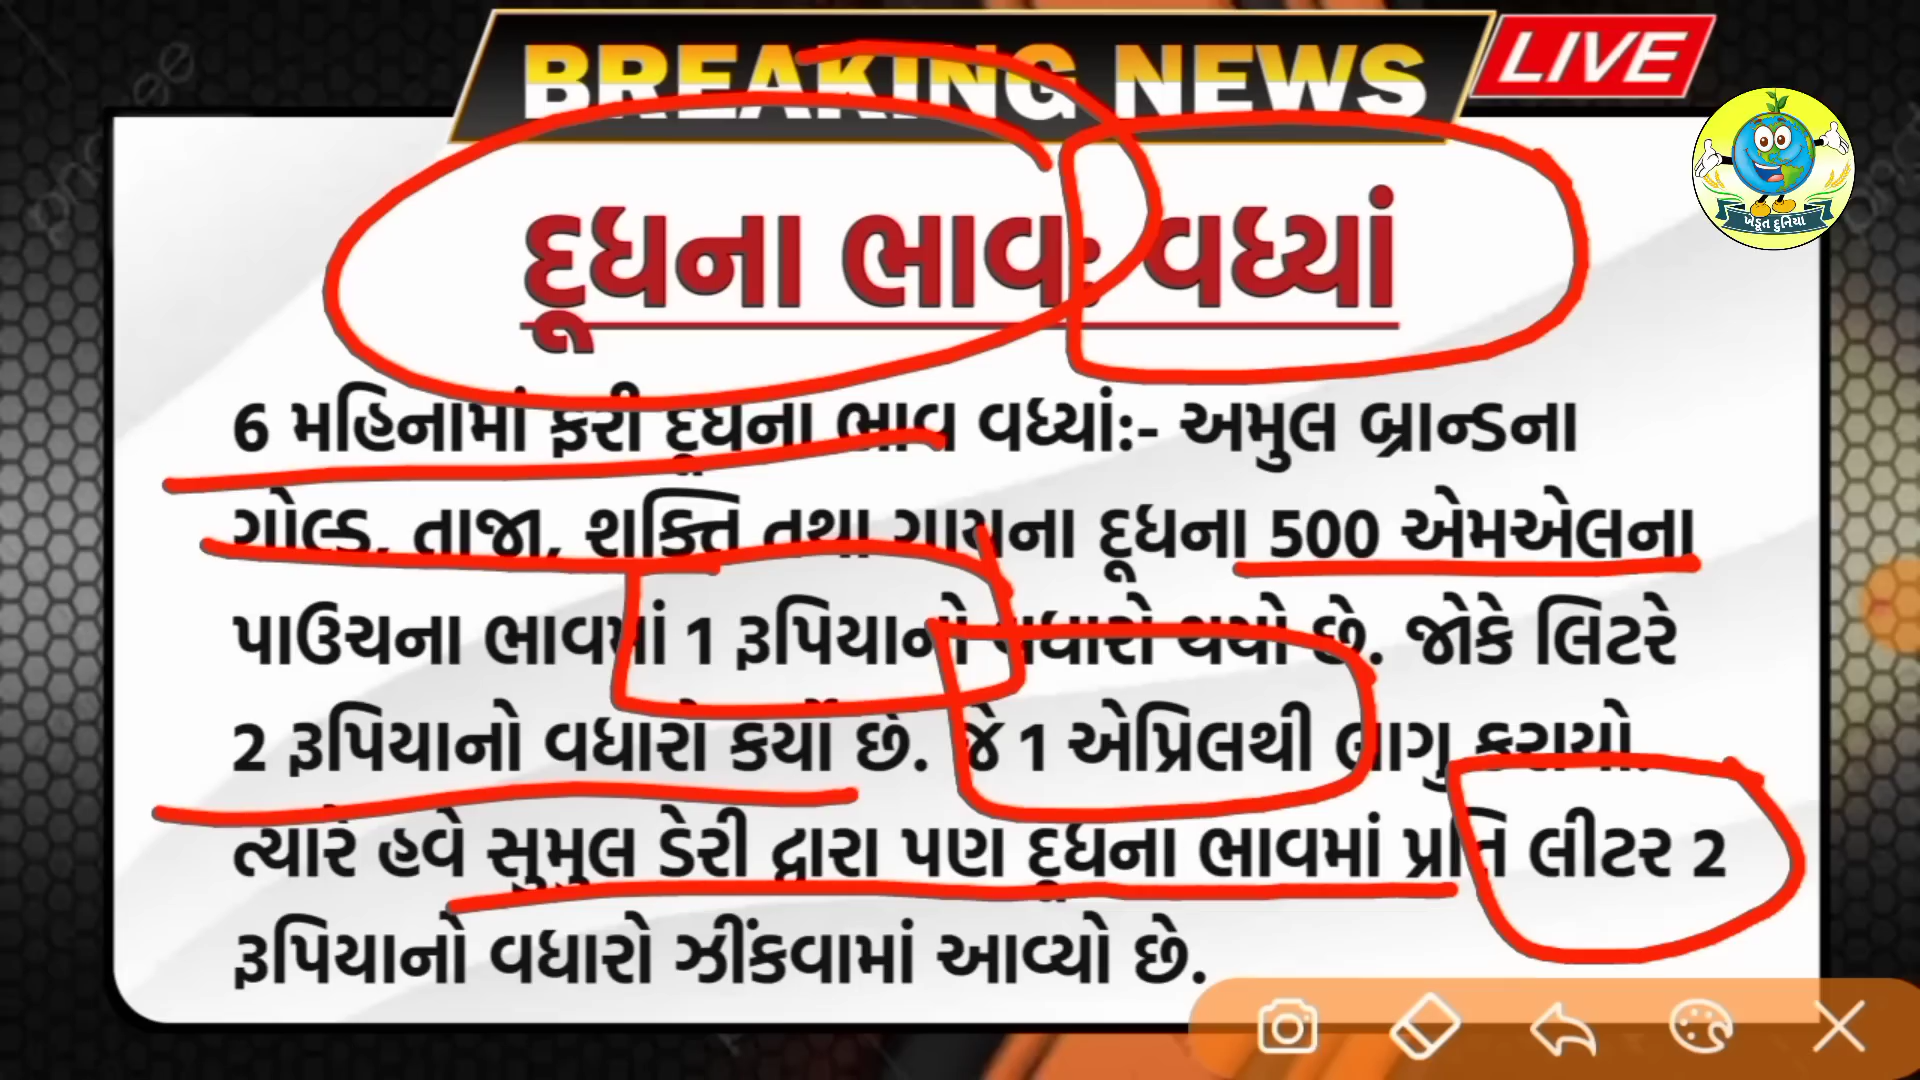 BREAKING NEWS
LIVE
ખેડૂત દુનિયા
દૂધના ભાવઃ વધ્યાં
6 મહિનામાં ફરી દૂધના ભાવ વધ્યાં:- અમુલ બ્રાન્ડના
ગોલ્ડ, તાજા, શક્તિ તથા ગાયના દૂધના 500 એમએલના
પાઉચના ભાવમાં 1 રૂપિયાનો વધારો થયો છે. જોકે લિટરે
2 રૂપિયાનો વધારો કર્યો છે. જે 1 એપ્રિલથી લાગુ કરાયો.
ત્યારે હવે સુમુલ ડેરી દ્વારા પણ દૂધના ભાવમાં પ્રતિ લીટર 2
રૂપિયાનો વધારો ઝીંકવામાં આવ્યો છે.